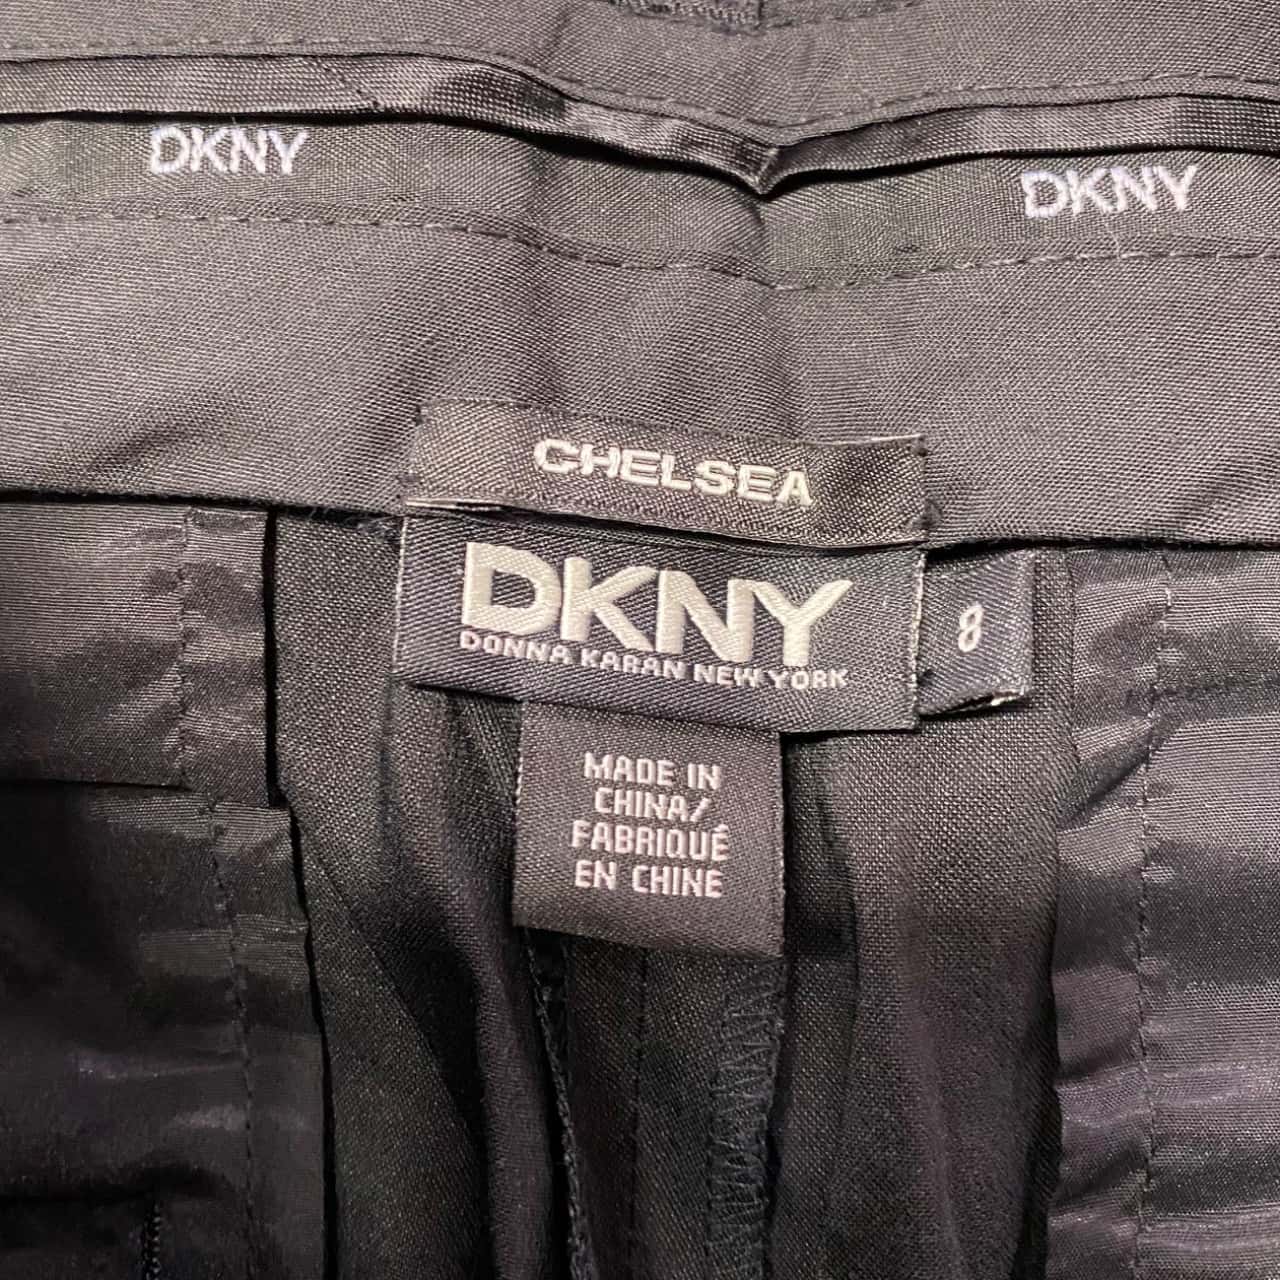 DKNY
DKNY
CHELSEA
DKNY
DONNA KARAN NEW YORK
8
MADE IN
CHINA/
FABRIQUÉ
EN CHINE